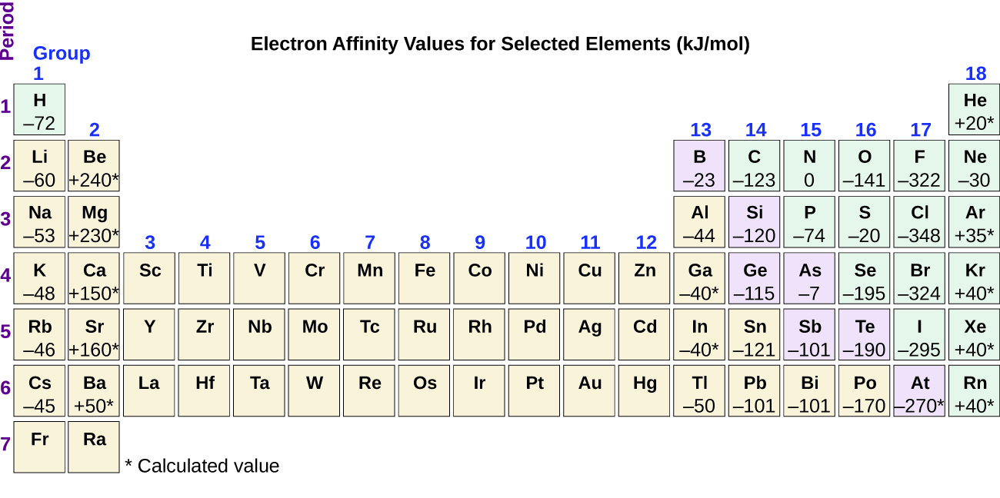 Period
Electron Affinity Values for Selected Elements (kJ/mol)
Group
1 18
1 H He
–72 +20*
2 13 14 15 16 17
2 Li Be B C N O F Ne
–60 +240* –23 –123 0 –141 –322 –30
3 Na Mg Al Si P S Cl Ar
–53 +230* –44 –120 –74 –20 –348 +35*
3 4 5 6 7 8 9 10 11 12
4 K Ca Sc Ti V Cr Mn Fe Co Ni Cu Zn Ga Ge As Se Br Kr
–48 +150* –40* –115 –7 –195 –324 +40*
5 Rb Sr Y Zr Nb Mo Tc Ru Rh Pd Ag Cd In Sn Sb Te I Xe
–46 +160* –40* –121 –101 –190 –295 +40*
6 Cs Ba La Hf Ta W Re Os Ir Pt Au Hg Tl Pb Bi Po At Rn
–45 +50* –50 –101 –101 –170 –270* +40*
7 Fr Ra
* Calculated value